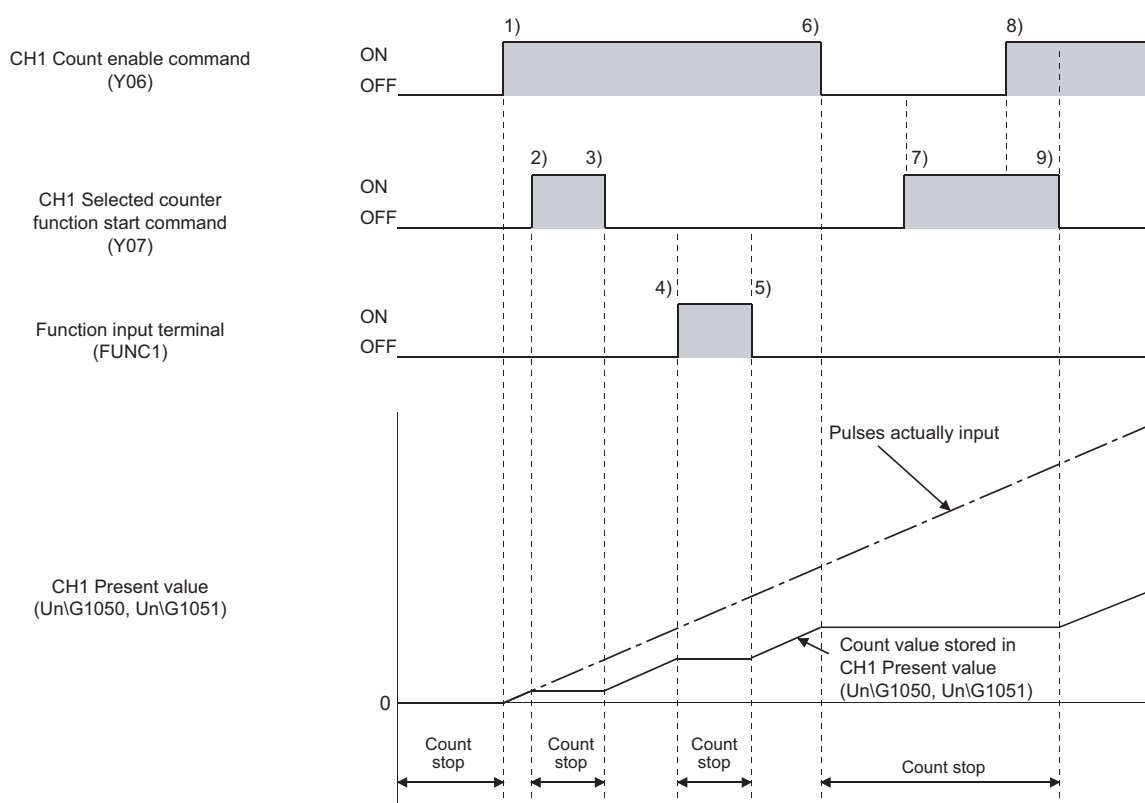 1)
6)
8)
CH1 Count enable command
(Y06)
ON
OFF
2)
3)
7)
9)
CH1 Selected counter
function start command
(Y07)
ON
OFF
4)
5)
Function input terminal
(FUNC1)
ON
OFF
Pulses actually input
CH1 Present value
(Un\G1050, Un\G1051)
Count value stored in
CH1 Present value
(Un\G1050, Un\G1051)
0
Count
stop
Count
stop
Count
stop
Count stop